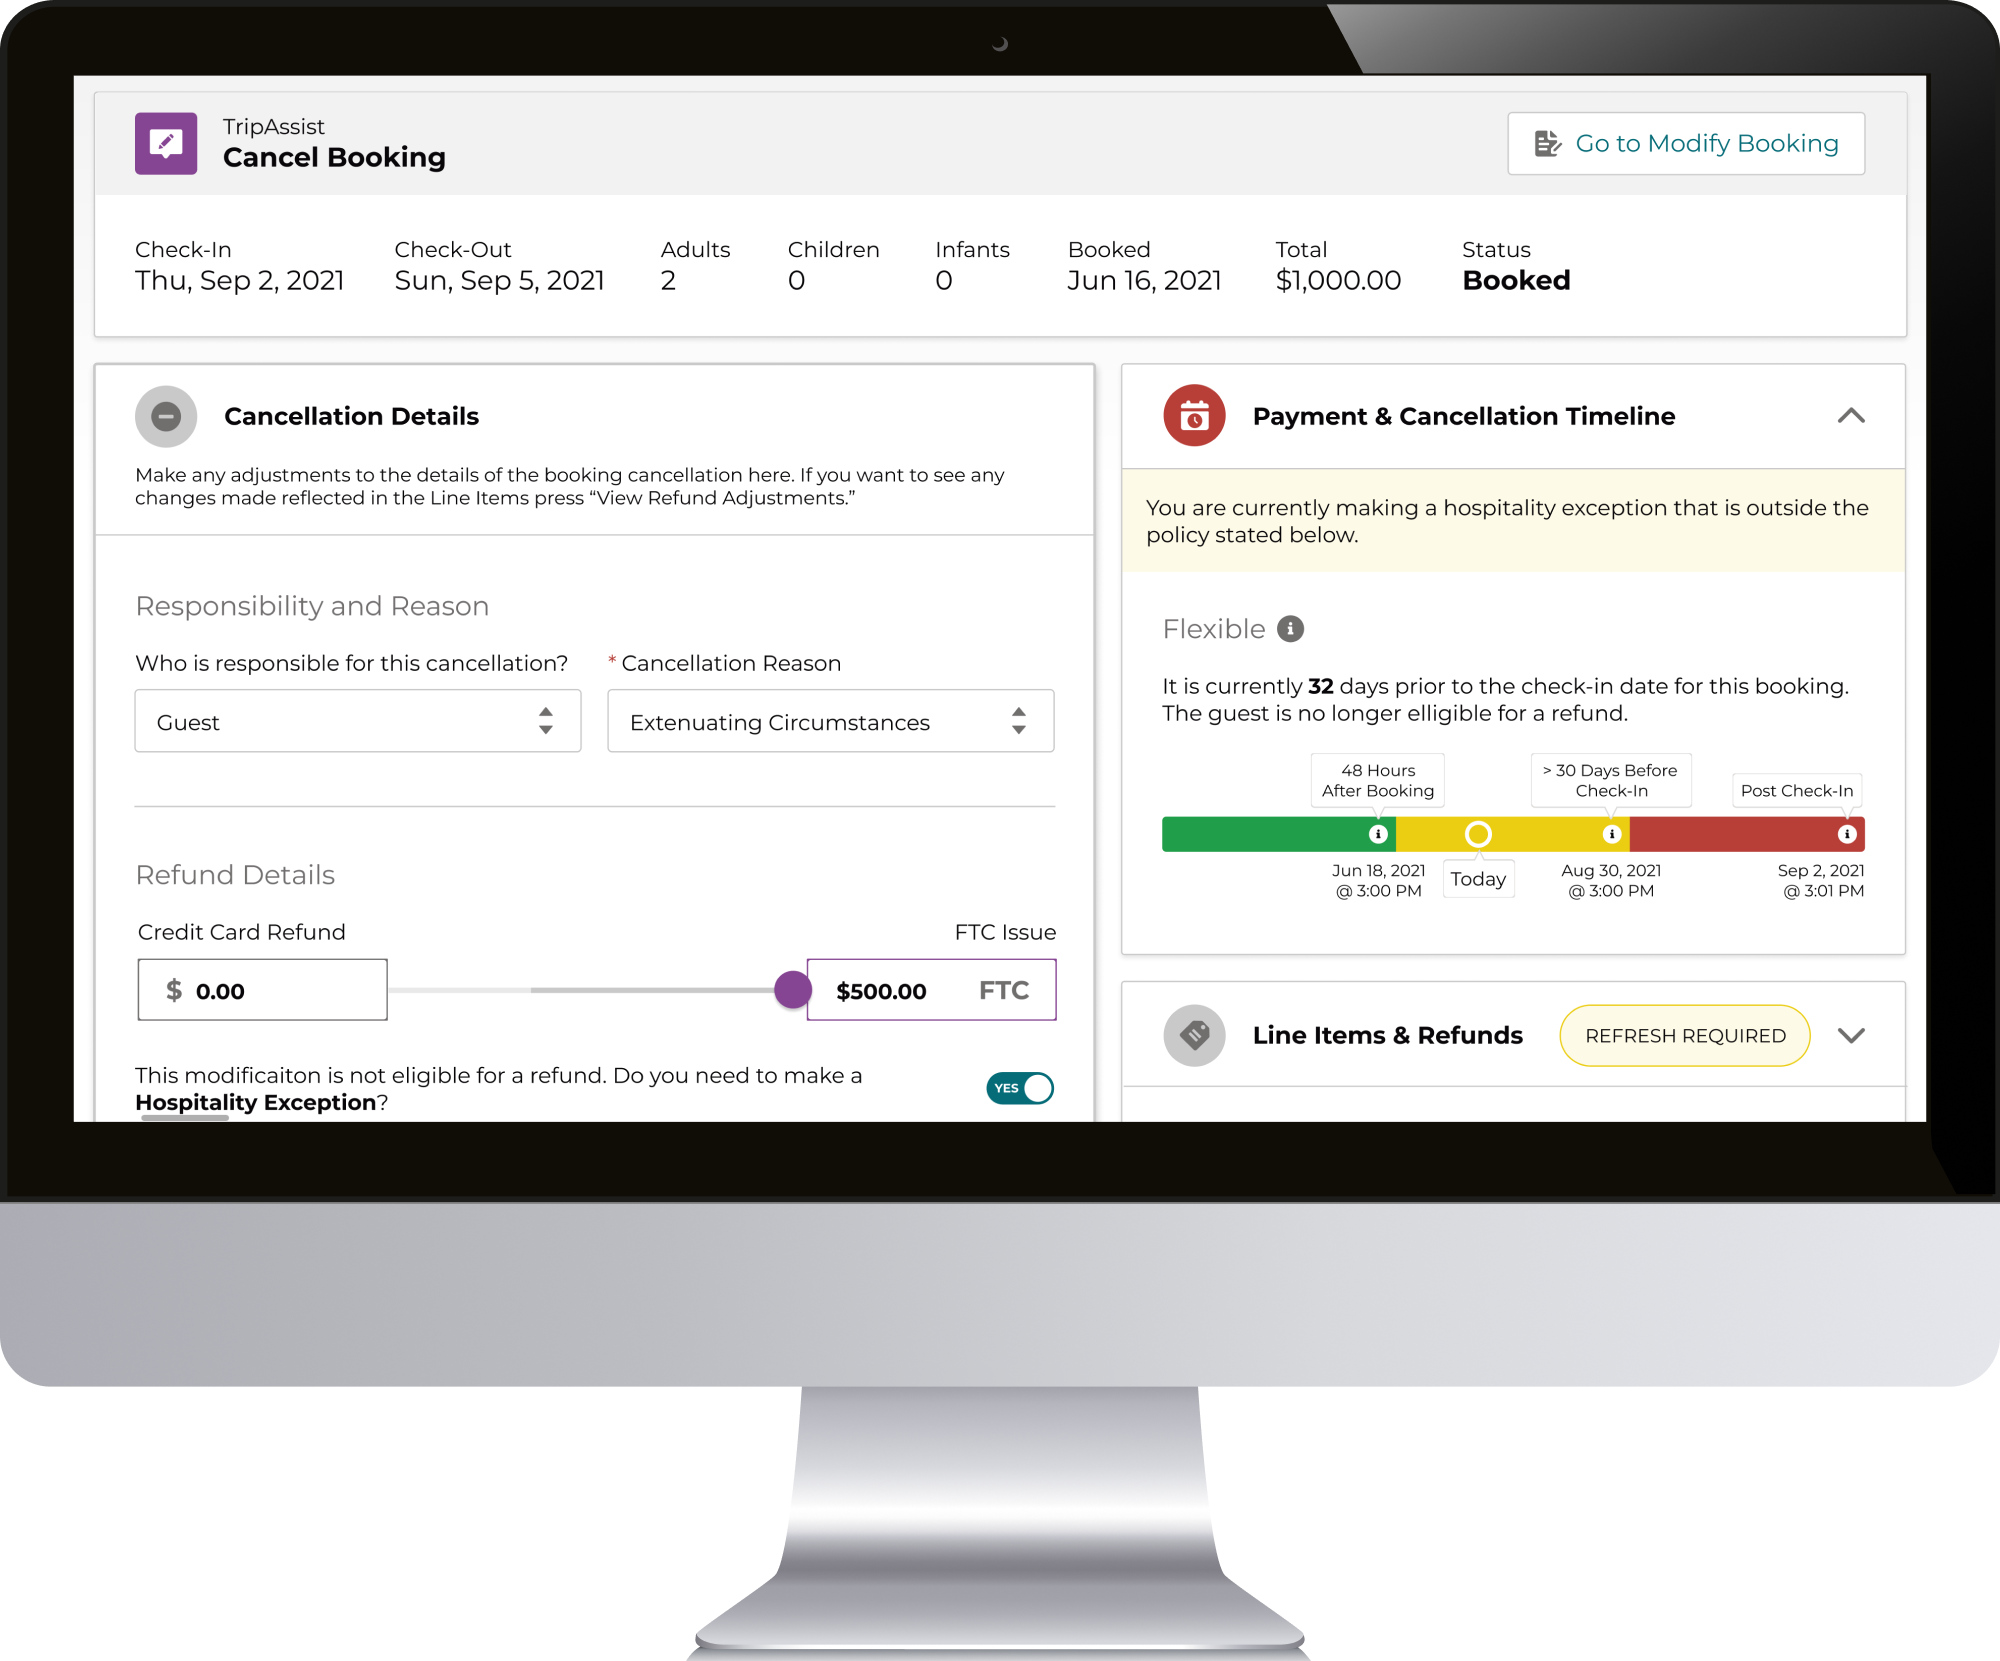 TripAssist
Cancel Booking
Go to Modify Booking
Check-In
Thu, Sep 2, 2021
Check-Out
Sun, Sep 5, 2021
Adults
2
Children
0
Infants
0
Booked
Jun 16, 2021
Total
$1,000.00
Status
Booked
Cancellation Details
Make any adjustments to the details of the booking cancellation here. If you want to see any
changes made reflected in the Line Items press “View Refund Adjustments.”
Responsibility and Reason
Who is responsible for this cancellation?
Guest
* Cancellation Reason
Extenuating Circumstances
Refund Details
Credit Card Refund
$ 0.00
FTC Issue
$500.00 FTC
This modificaiton is not eligible for a refund. Do you need to make a
Hospitality Exception?
YES
Payment & Cancellation Timeline
You are currently making a hospitality exception that is outside the
policy stated below.
Flexible
It is currently 32 days prior to the check-in date for this booking.
The guest is no longer elligible for a refund.
48 Hours
After Booking
> 30 Days Before
Check-In
Post Check-In
Jun 18, 2021
@ 3:00 PM
Today
Aug 30, 2021
@ 3:00 PM
Sep 2, 2021
@ 3:01 PM
Line Items & Refunds
REFRESH REQUIRED